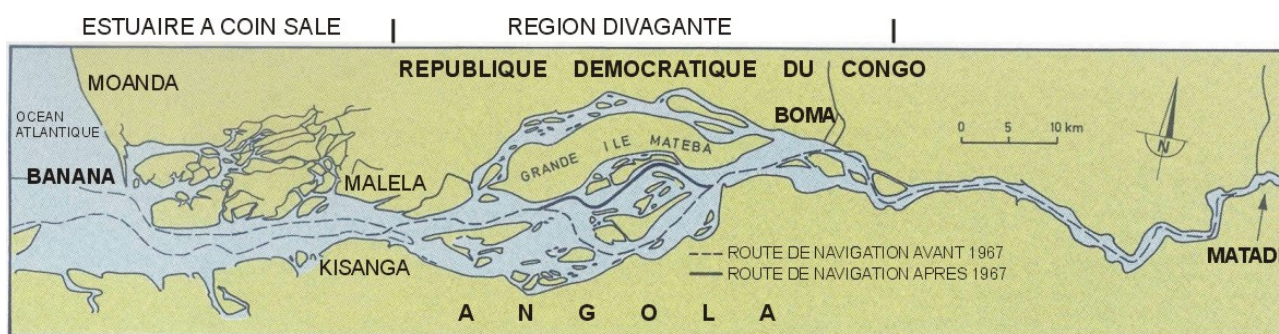 ESTUAIRE A COIN SALE | REGION DIVAGANTE |
REPUBLIQUE DEMOCRATIQUE DU CONGO
MOANDA
OCEAN
ATLANTIQUE
BOMA
0 5 10 km
N
BANANA
GRANDE ILE MATEBA
MALELA
KISANGA
ROUTE DE NAVIGATION AVANT 1967
ROUTE DE NAVIGATION APRES 1967
MATAD
ANGOLA